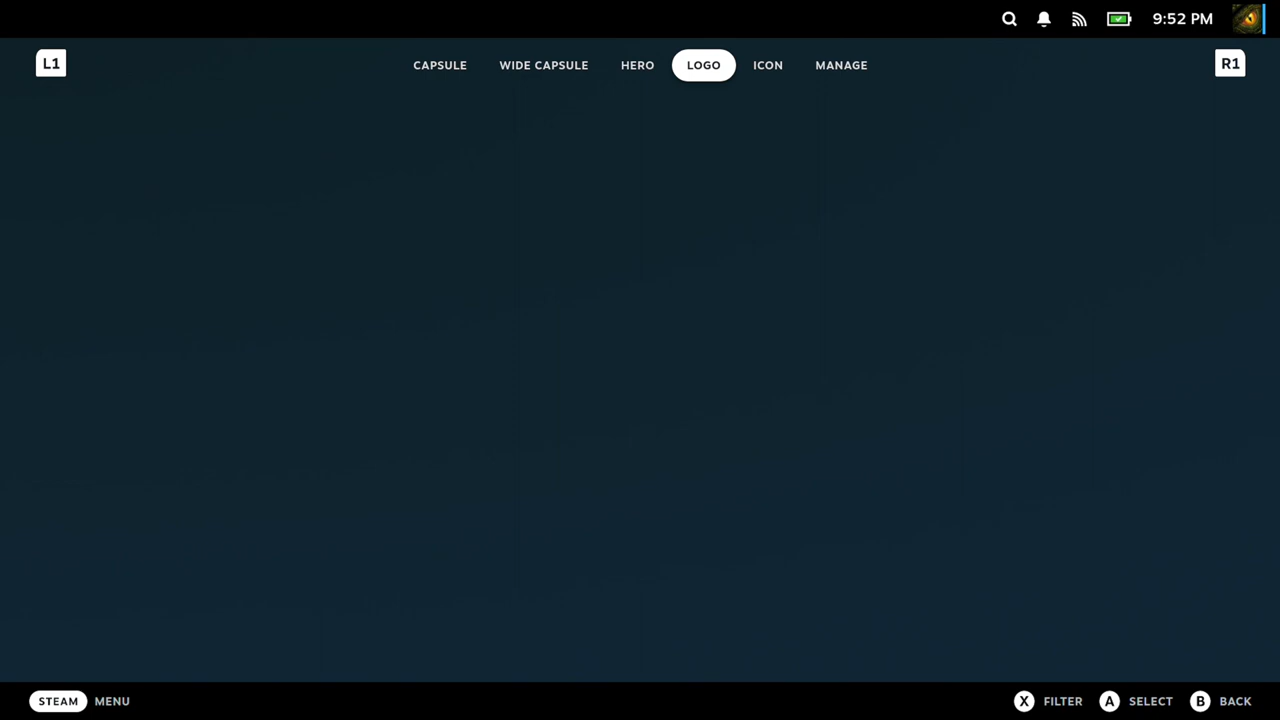 9:52 PM
L1 CAPSULE WIDE CAPSULE HERO LOGO ICON MANAGE R1
STEAM MENU X FILTER A SELECT B BACK